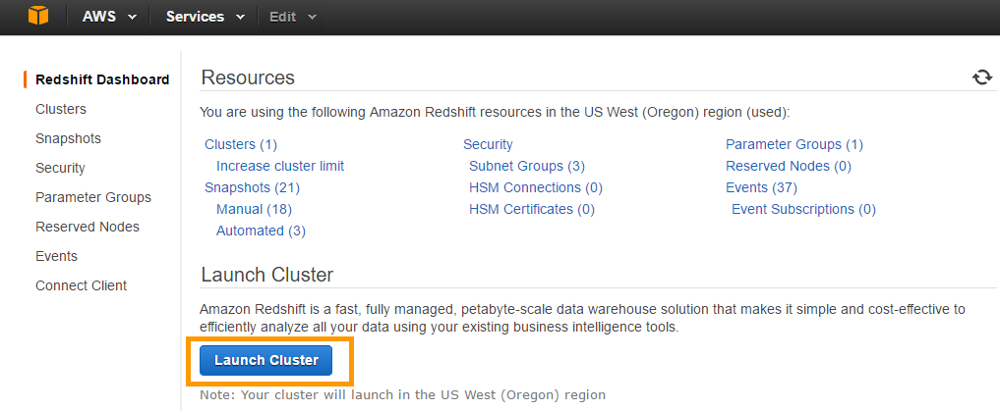 AWS Services Edit
Redshift Dashboard
Clusters
Snapshots
Security
Parameter Groups
Reserved Nodes
Events
Connect Client
Resources
You are using the following Amazon Redshift resources in the US West (Oregon) region (used):
Clusters (1) Security Parameter Groups (1)
Increase cluster limit Subnet Groups (3) Reserved Nodes (0)
Snapshots (21) HSM Connections (0) Events (37)
Manual (18) HSM Certificates (0) Event Subscriptions (0)
Automated (3)
Launch Cluster
Amazon Redshift is a fast, fully managed, petabyte-scale data warehouse solution that makes it simple and cost-effective to
efficiently analyze all your data using your existing business intelligence tools.
Launch Cluster
Note: Your cluster will launch in the US West (Oregon) region